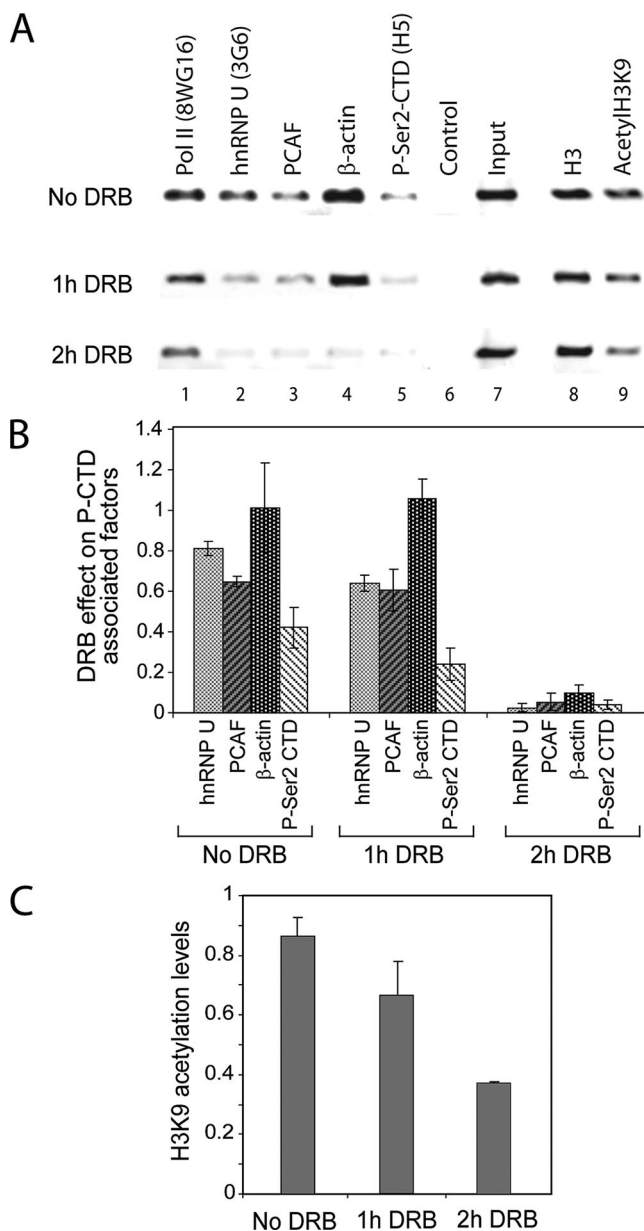 A
Pol II (8WG16)
hnRNP U (3G6)
PCAF
β-actin
P-Ser2-CTD (H5)
Control
Input
H3
AcetylH3K9
No DRB
1h DRB
2h DRB
1 2 3 4 5 6 7 8 9
B
DRB effect on P-CTD
associated factors
1.4
1.2
1
0.8
0.6
0.4
0.2
0
hnRNP U
PCAF
β-actin
P-Ser2 CTD
hnRNP U
PCAF
β-actin
P-Ser2 CTD
hnRNP U
PCAF
β-actin
P-Ser2 CTD
No DRB 1h DRB 2h DRB
C
H3K9 acetylation levels
1
0.8
0.6
0.4
0.2
0
No DRB 1h DRB 2h DRB